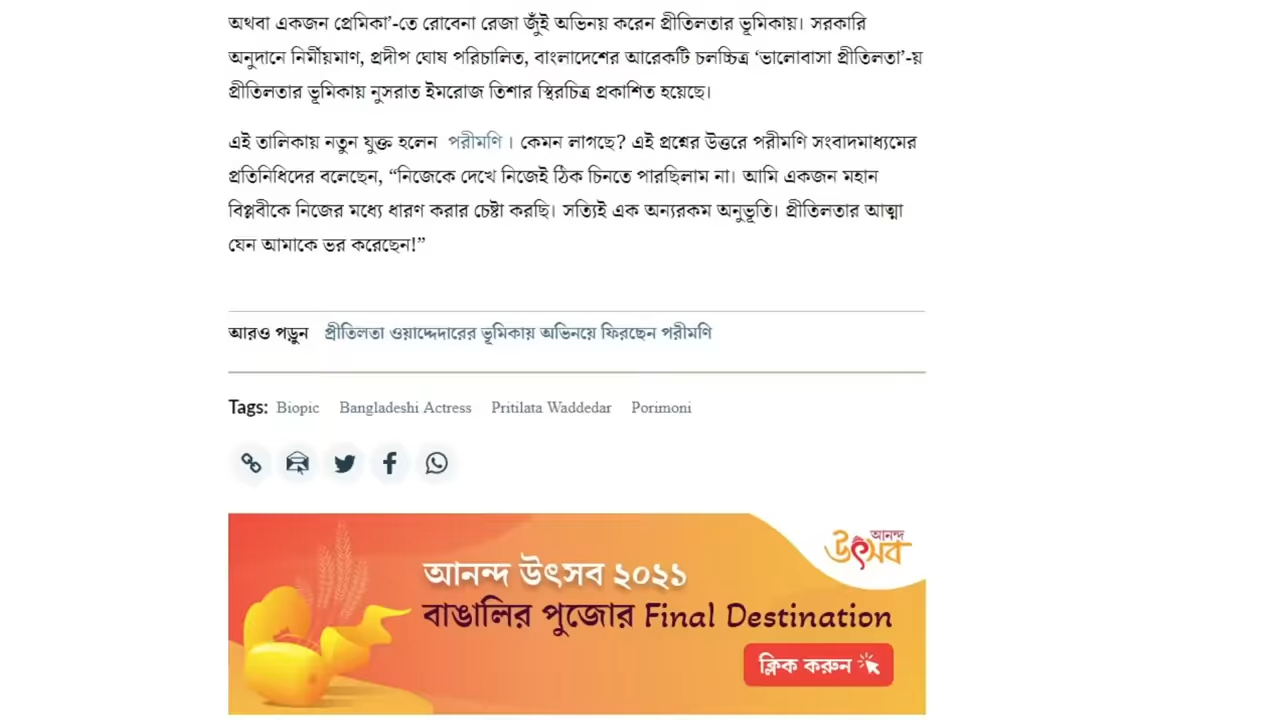 অথবা একজন প্রেমিকা’-তে রোবেনা রেজা জুঁই অভিনয় করেন প্রীতিলতার ভূমিকায়। সরকারি
অনুদানে নির্মীয়মাণ, প্রদীপ ঘোষ পরিচালিত, বাংলাদেশের আরেকটি চলচ্চিত্র ‘ভালোবাসা প্রীতিলতা’-য়
প্রীতিলতার ভূমিকায় নুসরাত ইমরোজ তিশার স্থিরচিত্র প্রকাশিত হয়েছে।
এই তালিকায় নতুন যুক্ত হলেন পরীমণি । কেমন লাগছে? এই প্রশ্নের উত্তরে পরীমণি সংবাদমাধ্যমের
প্রতিনিধিদের বলেছেন, “নিজেকে দেখে নিজেই ঠিক চিনতে পারছিলাম না। আমি একজন মহান
বিপ্লবীকে নিজের মধ্যে ধারণ করার চেষ্টা করছি। সত্যিই এক অন্যরকম অনুভূতি। প্রীতিলতার আত্মা
যেন আমাকে ভর করেছেন!”
আরও পড়ুন প্রীতিলতা ওয়াদ্দেদারের ভূমিকায় অভিনয়ে ফিরছেন পরীমণি
Tags: Biopic Bangladeshi Actress Pritilata Waddedar Porimoni
আনন্দ
উৎসব
আনন্দ উৎসব ২০২১
বাঙালির পুজোর Final Destination
ক্লিক করুন